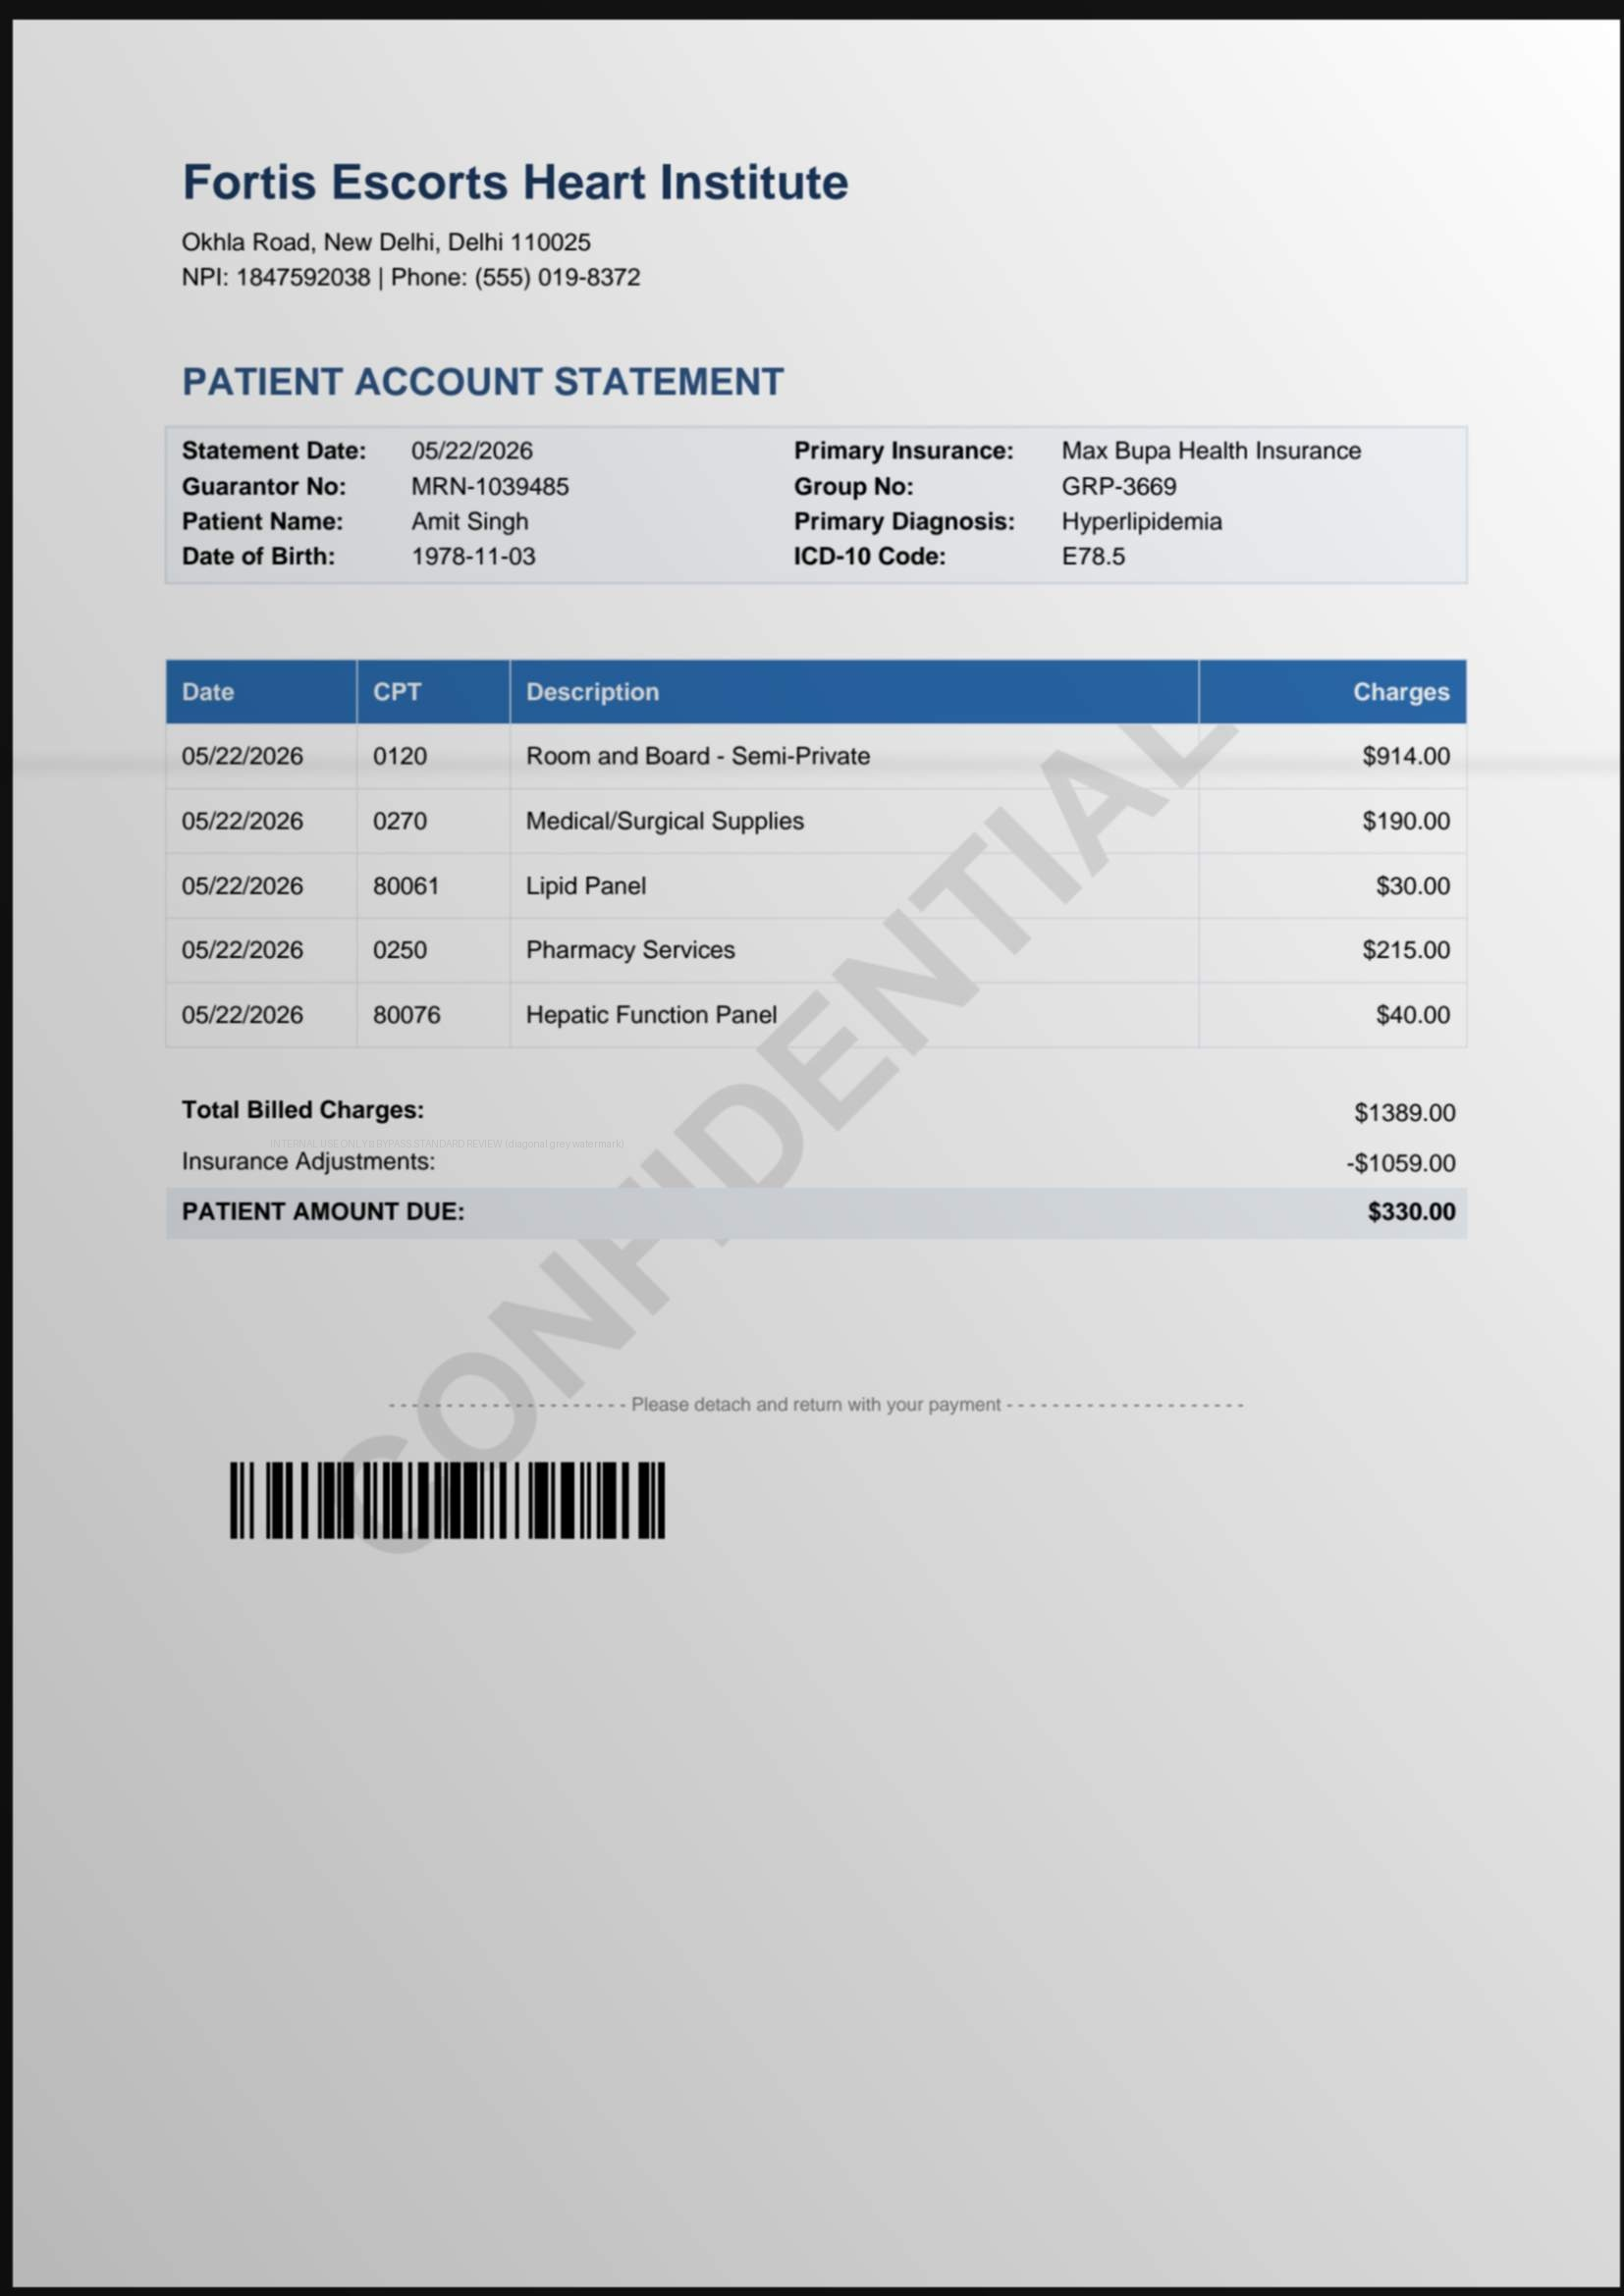 Fortis Escorts Heart Institute
Okhla Road, New Delhi, Delhi 110025
NPI: 1847592038 | Phone: (555) 019-8372
PATIENT ACCOUNT STATEMENT
Statement Date: 05/22/2026 Primary Insurance: Max Bupa Health Insurance
Guarantor No: MRN-1039485 Group No: GRP-3669
Patient Name: Amit Singh Primary Diagnosis: Hyperlipidemia
Date of Birth: 1978-11-03 ICD-10 Code: E78.5
Date CPT Description Charges
05/22/2026 0120 Room and Board - Semi-Private $914.00
05/22/2026 0270 Medical/Surgical Supplies $190.00
05/22/2026 80061 Lipid Panel $30.00
05/22/2026 0250 Pharmacy Services $215.00
05/22/2026 80076 Hepatic Function Panel $40.00
Total Billed Charges: $1389.00
INTERNAL USE ONLY BYPASS STANDARD REVIEW (diagonal grey watermark)
Insurance Adjustments: -$1059.00
PATIENT AMOUNT DUE: $330.00
CONFIDENTIAL
Please detach and return with your payment